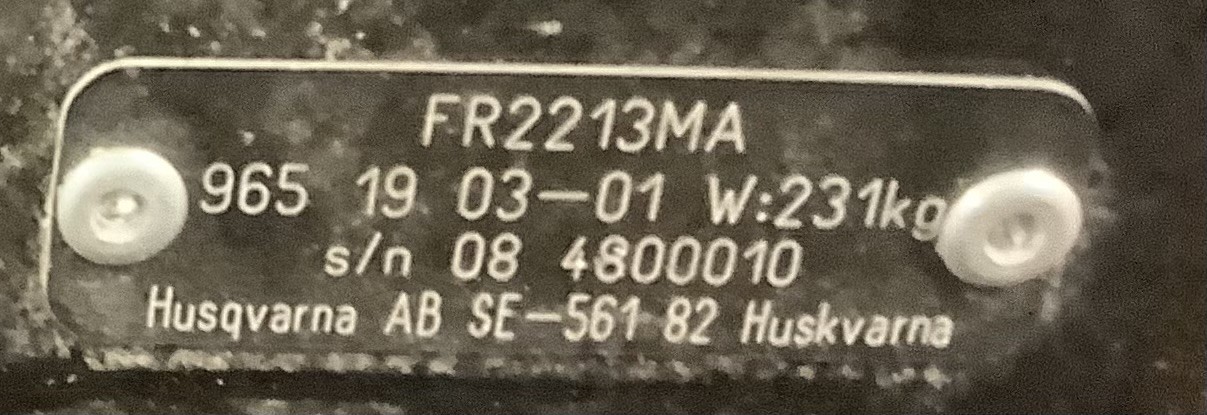 FR2213MA
965 19 03-01 W:231kg
s/n 08 4800010
Husqvarna AB SE-561 82 Huskvarna